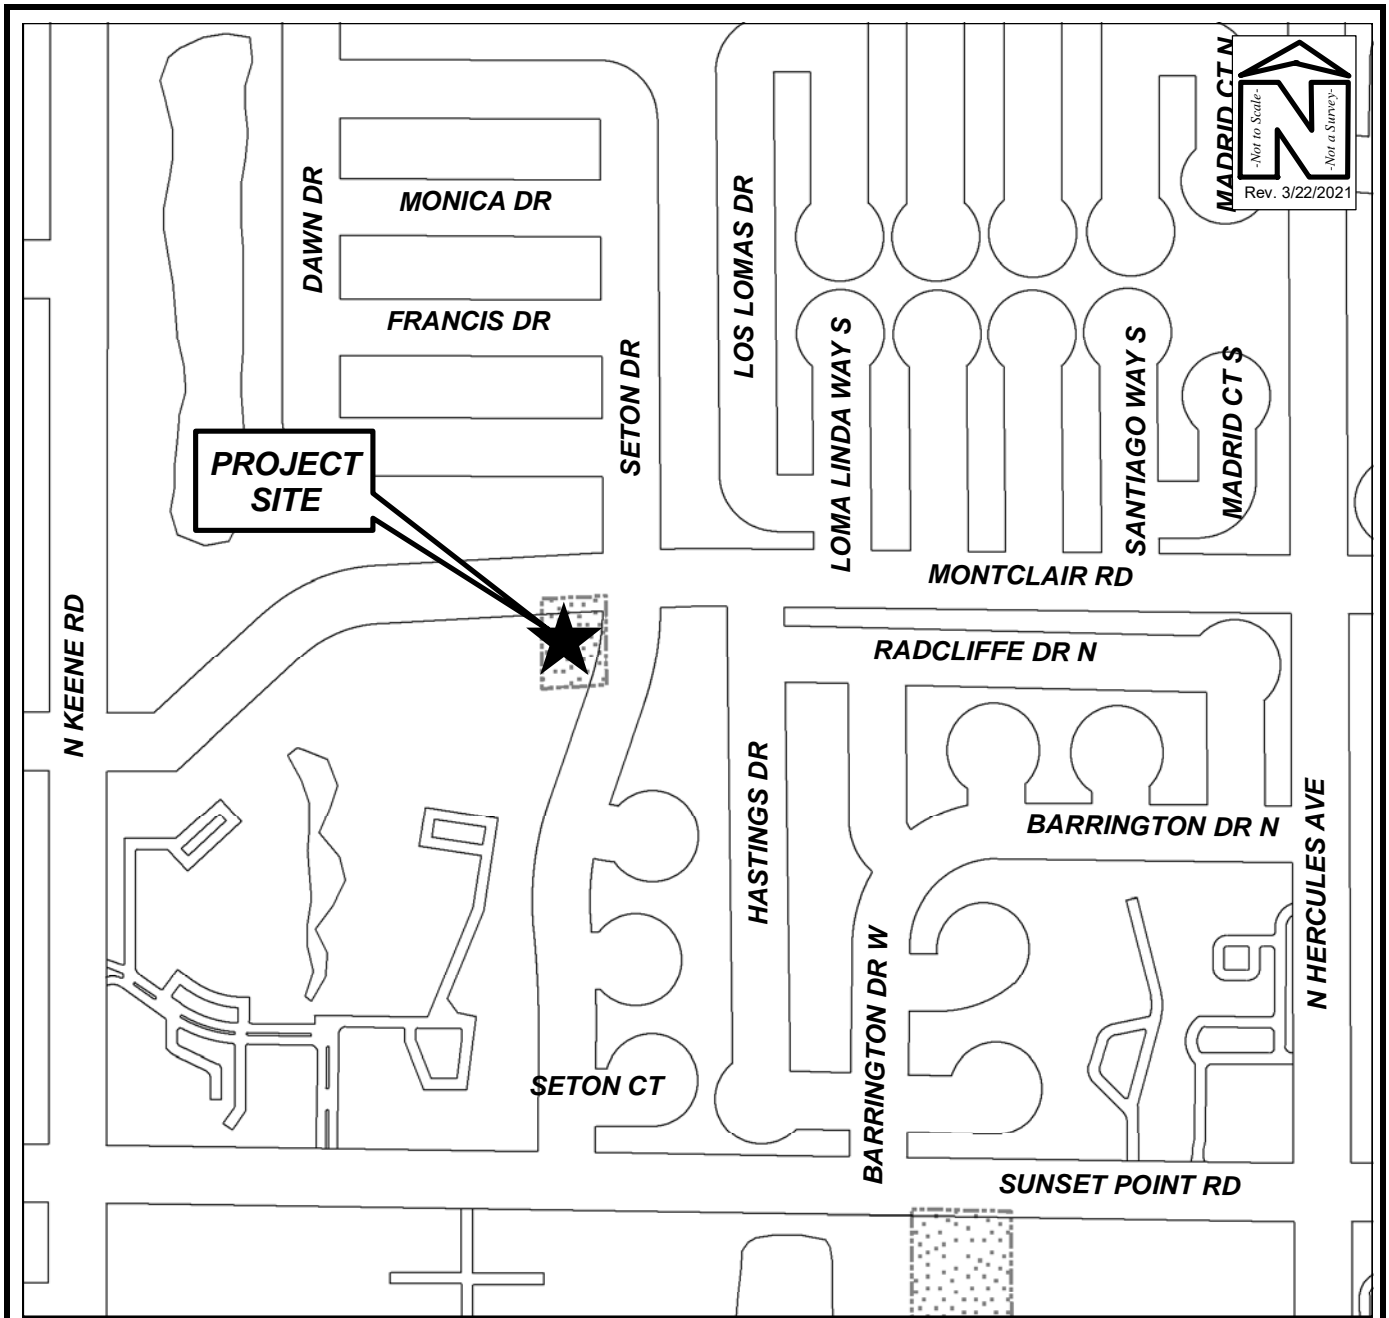 MADRID CT N
-Not to Scale-
-Not a Survey-
Rev. 3/22/2021
MONICA DR
DAWN DR
LOS LOMAS DR
FRANCIS DR
SETON DR
LOMA LINDA WAY S
SANTIAGO WAY S
MADRID CT S
PROJECT
SITE
MONTCLAIR RD
N KEENE RD
RADCLIFFE DR N
HASTINGS DR
BARRINGTON DR N
N HERCULES AVE
BARRINGTON DR W
SETON CT
SUNSET POINT RD